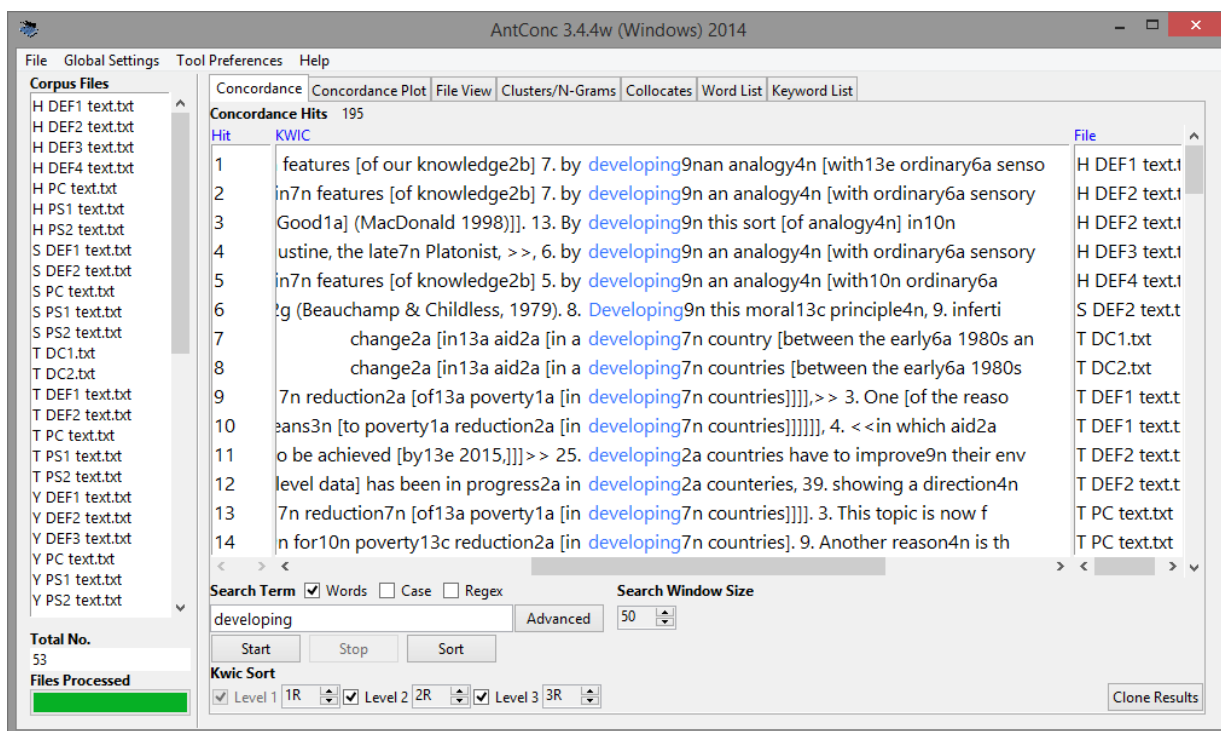 AntConc 3.4.4w (Windows) 2014
File Global Settings Tool Preferences Help
Corpus Files
H DEF1 text.txt
H DEF2 text.txt
H DEF3 text.txt
H DEF4 text.txt
H PC text.txt
H PS1 text.txt
H PS2 text.txt
S DEF1 text.txt
S DEF2 text.txt
S PC text.txt
S PS1 text.txt
S PS2 text.txt
T DC1.txt
T DC2.txt
T DEF1 text.txt
T DEF2 text.txt
T PC text.txt
T PS1 text.txt
T PS2 text.txt
Y DEF1 text.txt
Y DEF2 text.txt
Y DEF3 text.txt
Y PC text.txt
Y PS1 text.txt
Y PS2 text.txt
Total No.
53
Files Processed
Concordance Concordance Plot File View Clusters/N-Grams Collocates Word List Keyword List
Concordance Hits 195
Hit KWIC File
1 features [of our knowledge2b] 7. by developing9nan analogy4n [with13e ordinary6a senso H DEF1 text.t
2 in7n features [of knowledge2b] 7. by developing9n an analogy4n [with ordinary6a sensory H DEF2 text.t
3 Good1a] (MacDonald 1998)]]. 13. By developing9n this sort [of analogy4n] in10n H DEF2 text.t
4 ustine, the late7n Platonist, >>, 6. by developing9n an analogy4n [with ordinary6a sensory H DEF3 text.t
5 in7n features [of knowledge2b] 5. by developing9n an analogy4n [with10n ordinary6a H DEF4 text.t
6 2g (Beauchamp & Childless, 1979). 8. Developing9n this moral13c principle4n, 9. inferti S DEF2 text.t
7 change2a [in13a aid2a [in a developing7n country [between the early6a 1980s an T DC1.txt
8 change2a [in13a aid2a [in a developing7n countries [between the early6a 1980s T DC2.txt
9 7n reduction2a [of13a poverty1a [in developing7n countries]]]],>> 3. One [of the reaso T DEF1 text.t
10 eans3n [to poverty1a reduction2a [in developing7n countries]]]]]], 4. <<in which aid2a T DEF1 text.t
11 o be achieved [by13e 2015,]]]>> 25. developing2a countries have to improve9n their env T DEF2 text.t
12 level data] has been in progress2a in developing2a counteries, 39. showing a direction4n T DEF2 text.t
13 7n reduction7n [of13a poverty1a [in developing7n countries]]]]. 3. This topic is now f T PC text.txt
14 n for10n poverty13c reduction2a [in developing7n countries]. 9. Another reason4n is th T PC text.txt
Search Term Words Case Regex Search Window Size
developing Advanced 50
Start Stop Sort
Kwic Sort
Level 1 1R Level 2 2R Level 3 3R Clone Results